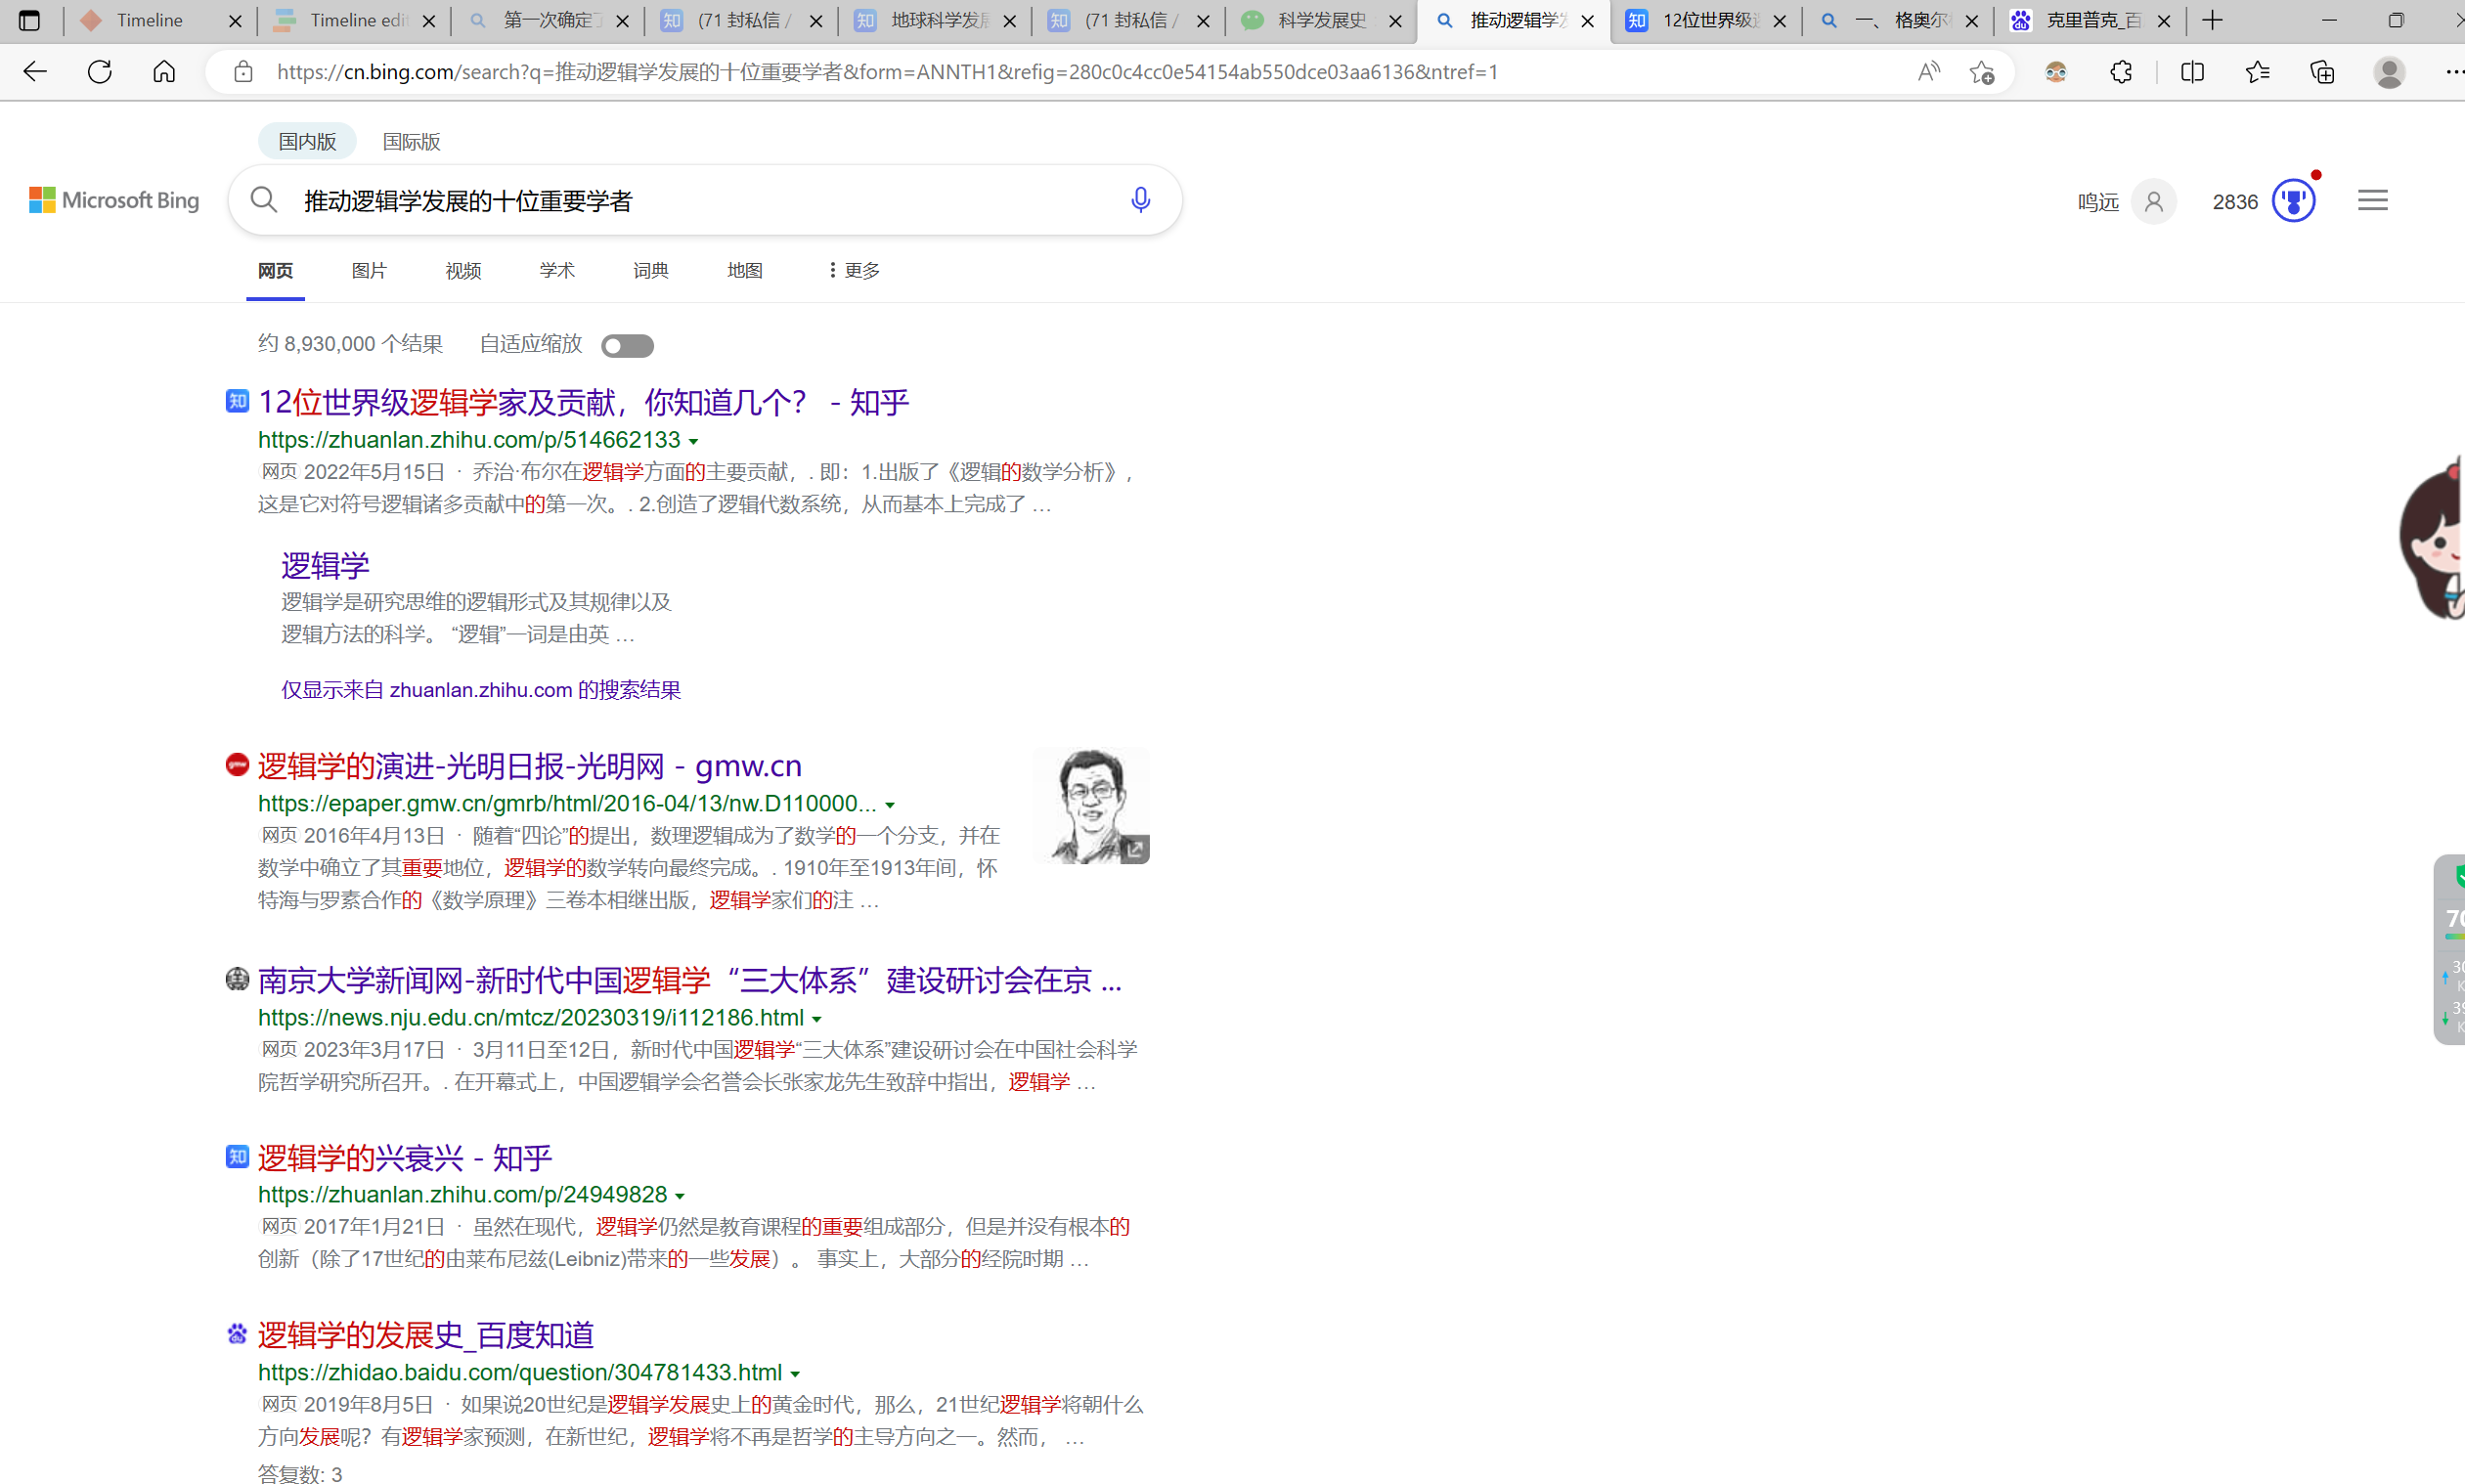 Timeline
Timeline edi
第一次确定了
(71 封私信 /
地球科学发展
(71 封私信 /
科学发展史
推动逻辑学发
12位世界级逻
一、 格奥尔
克里普克_百
https://cn.bing.com/search?q=推动逻辑学发展的十位重要学者&form=ANNTH1&refig=280c0c4cc0e54154ab550dce03aa6136&ntref=1
国内版 国际版
Microsoft Bing
推动逻辑学发展的十位重要学者
鸣远
2836
网页 图片 视频 学术 词典 地图 更多
约 8,930,000 个结果 自适应缩放
知 12位世界级逻辑学家及贡献，你知道几个？ - 知乎
https://zhuanlan.zhihu.com/p/514662133
网页 2022年5月15日 · 乔治·布尔在逻辑学方面的主要贡献，. 即：1.出版了《逻辑的数学分析》，
这是它对符号逻辑诸多贡献中的第一次。. 2.创造了逻辑代数系统，从而基本上完成了 …
逻辑学
逻辑学是研究思维的逻辑形式及其规律以及
逻辑方法的科学。 “逻辑”一词是由英 …
仅显示来自 zhuanlan.zhihu.com 的搜索结果
逻辑学的演进-光明日报-光明网 - gmw.cn
https://epaper.gmw.cn/gmrb/html/2016-04/13/nw.D110000...
网页 2016年4月13日 · 随着“四论”的提出，数理逻辑成为了数学的一个分支，并在
数学中确立了其重要地位，逻辑学的数学转向最终完成。. 1910年至1913年间，怀
特海与罗素合作的《数学原理》三卷本相继出版，逻辑学家们的注 …
南京大学新闻网-新时代中国逻辑学“三大体系”建设研讨会在京 ...
https://news.nju.edu.cn/mtcz/20230319/i112186.html
网页 2023年3月17日 · 3月11日至12日，新时代中国逻辑学“三大体系”建设研讨会在中国社会科学
院哲学研究所召开。. 在开幕式上，中国逻辑学会名誉会长张家龙先生致辞中指出，逻辑学 …
知 逻辑学的兴衰兴 - 知乎
https://zhuanlan.zhihu.com/p/24949828
网页 2017年1月21日 · 虽然在现代，逻辑学仍然是教育课程的重要组成部分，但是并没有根本的
创新（除了17世纪的由莱布尼兹(Leibniz)带来的一些发展）。 事实上，大部分的经院时期 …
逻辑学的发展史_百度知道
https://zhidao.baidu.com/question/304781433.html
网页 2019年8月5日 · 如果说20世纪是逻辑学发展史上的黄金时代，那么，21世纪逻辑学将朝什么
方向发展呢？有逻辑学家预测，在新世纪，逻辑学将不再是哲学的主导方向之一。然而， …
答复数: 3